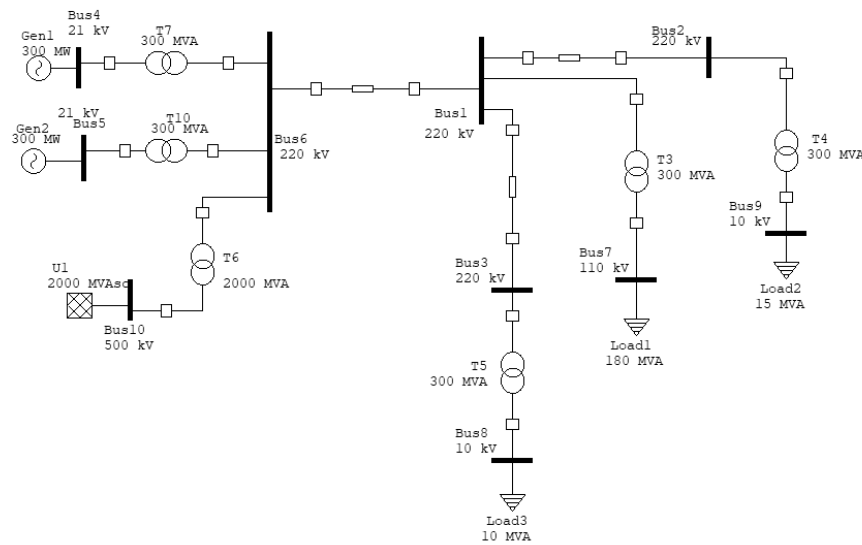 Bus4
21 kV
Gen1
300 MW
T7
300 MVA
21 kV
Bus5
Gen2
300 MW
T10
300 MVA
Bus6
220 kV
T6
2000 MVA
U1
2000 MVAsc
Bus10
500 kV
Bus1
220 kV
Bus2
220 kV
T3
300 MVA
T4
300 MVA
Bus9
10 kV
Load2
15 MVA
Bus7
110 kV
Load1
180 MVA
Bus3
220 kV
T5
300 MVA
Bus8
10 kV
Load3
10 MVA